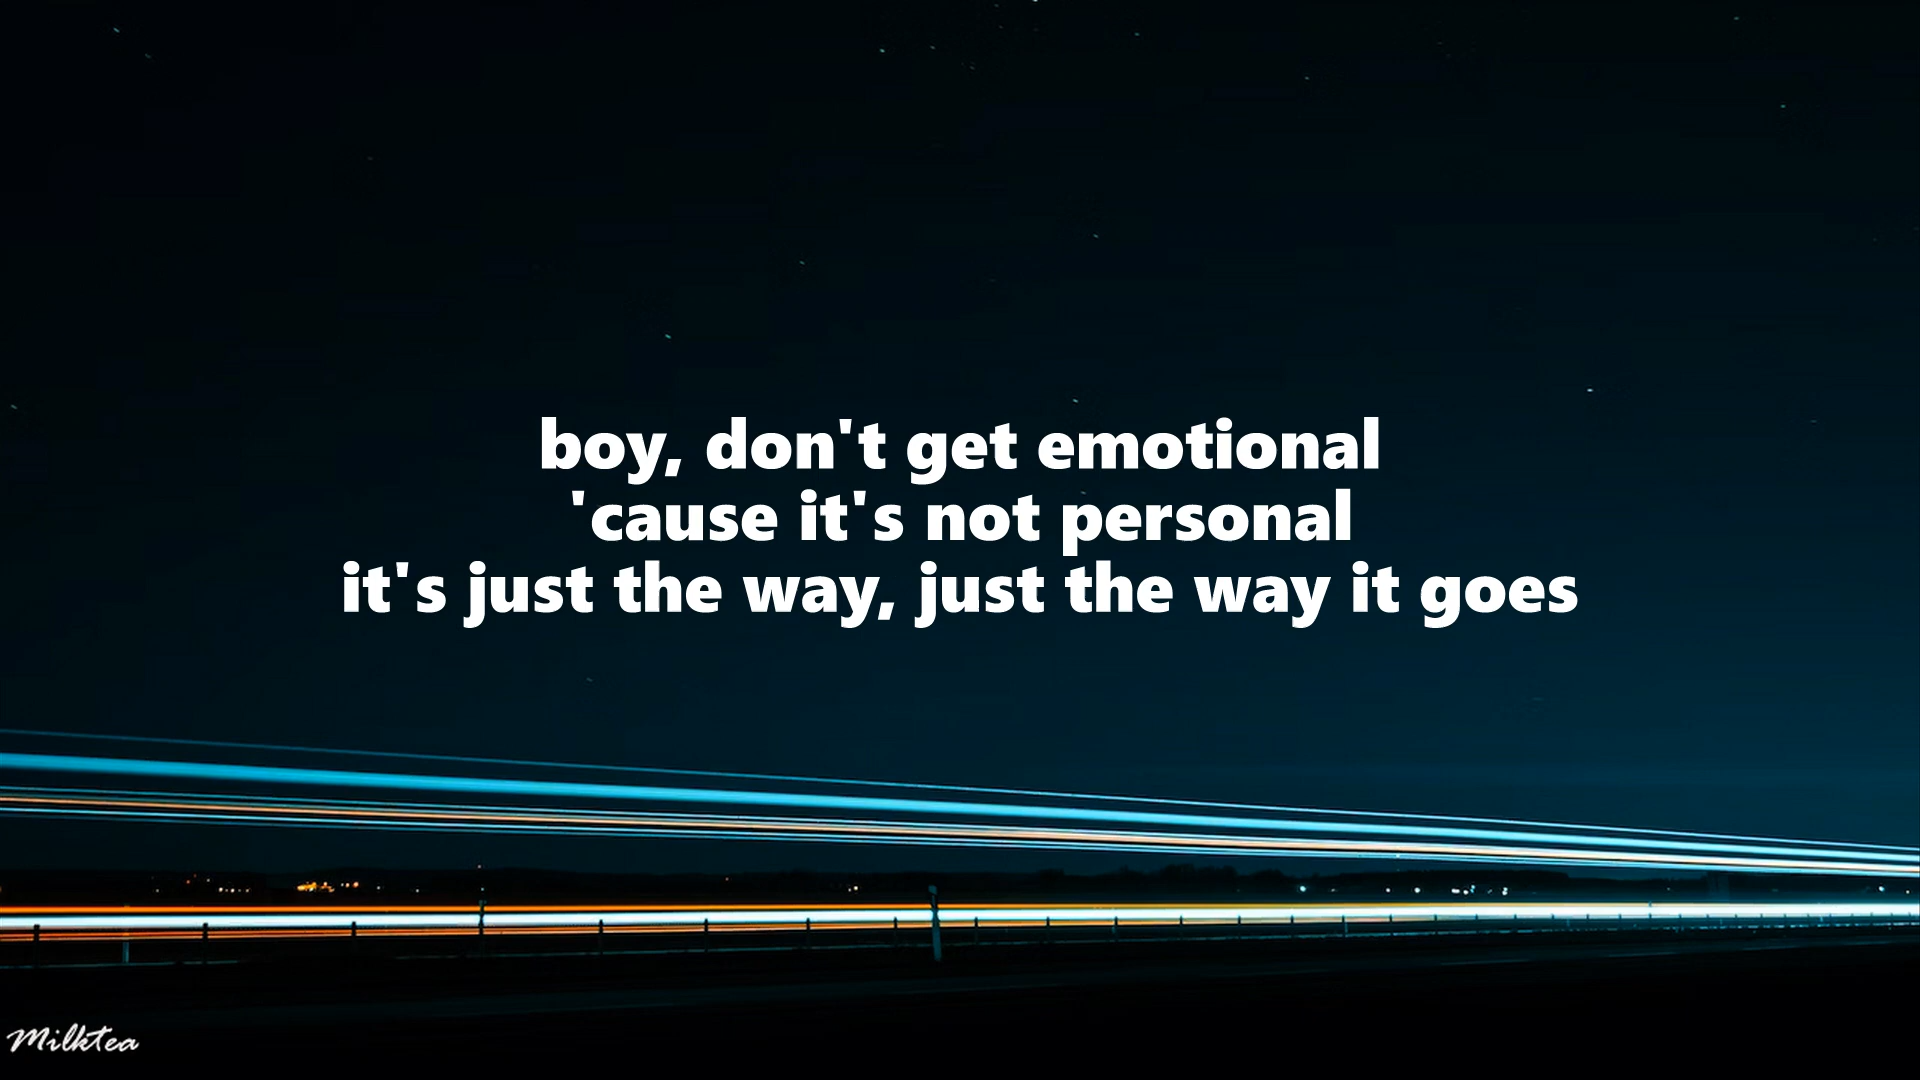 boy, don't get emotional
'cause it's not personal
it's just the way, just the way it goes
Milktea